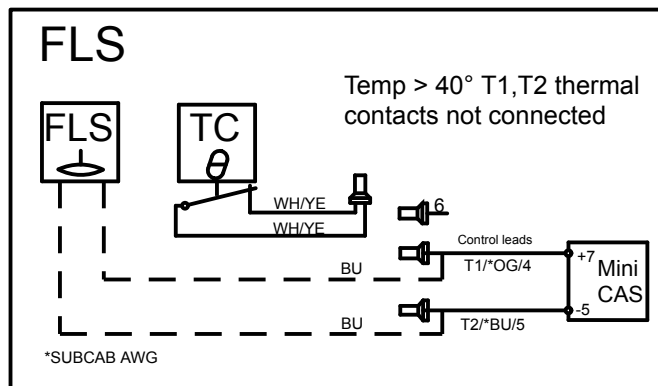 FLS
Temp > 40° T1,T2 thermal
contacts not connected
FLS
TC
WH/YE
WH/YE
6
Control leads
BU
T1/*OG/4
+7
Mini
CAS
BU
T2/*BU/5
-5
*SUBCAB AWG